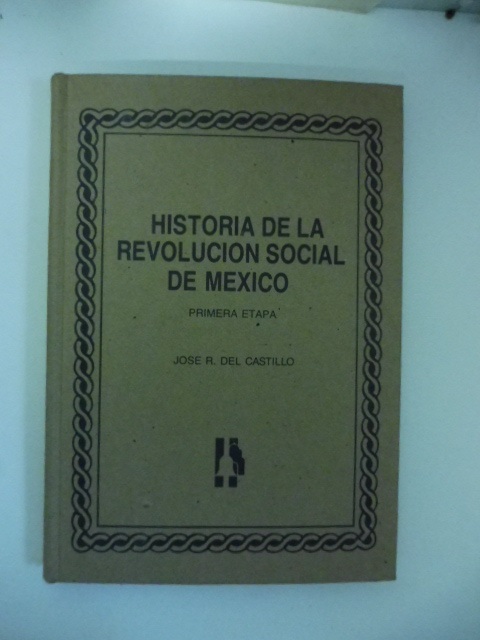 HISTORIA DE LA
REVOLUCION SOCIAL
DE MEXICO
PRIMERA ETAPA
JOSE R. DEL CASTILLO